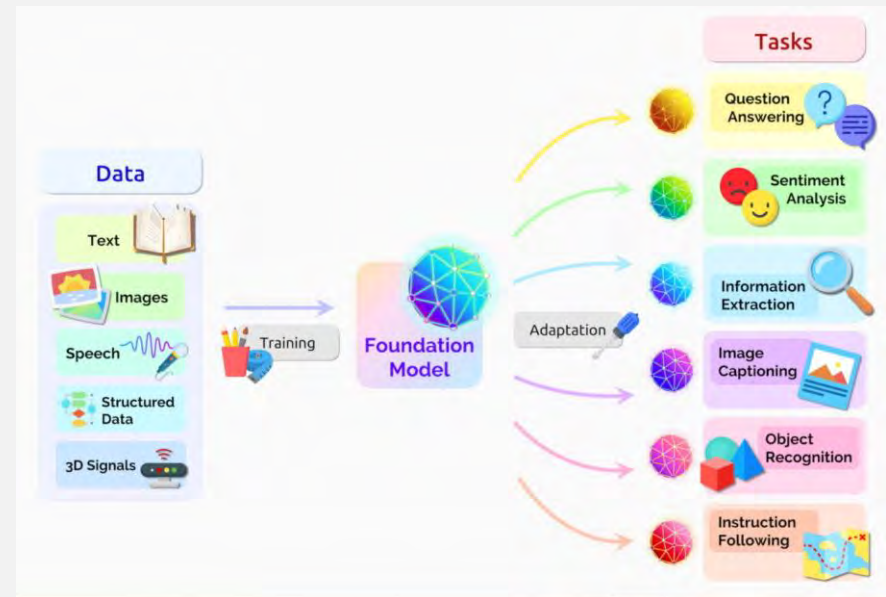 Data
Text
Images
Speech
Structured
Data
3D Signals
Training
Foundation
Model
Adaptation
Tasks
Question
Answering
?
Sentiment
Analysis
Information
Extraction
Image
Captioning
Object
Recognition
Instruction
Following